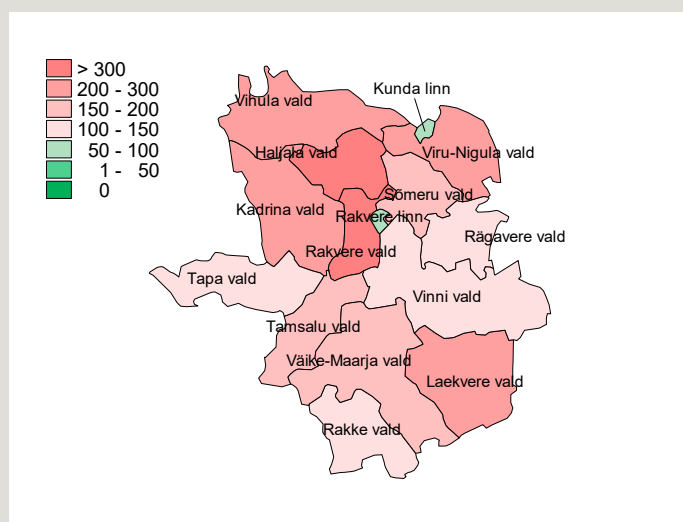 > 300
200 - 300
150 - 200
100 - 150
50 - 100
1 - 50
0
Kunda linn
Vihula vald
Haljala vald
Viru-Nigula vald
Sõmeru vald
Kadrina vald
Rakvere linn
Rägavere vald
Rakvere vald
Tapa vald
Vinni vald
Tamsalu vald
Väike-Maarja vald
Laekvere vald
Rakke vald